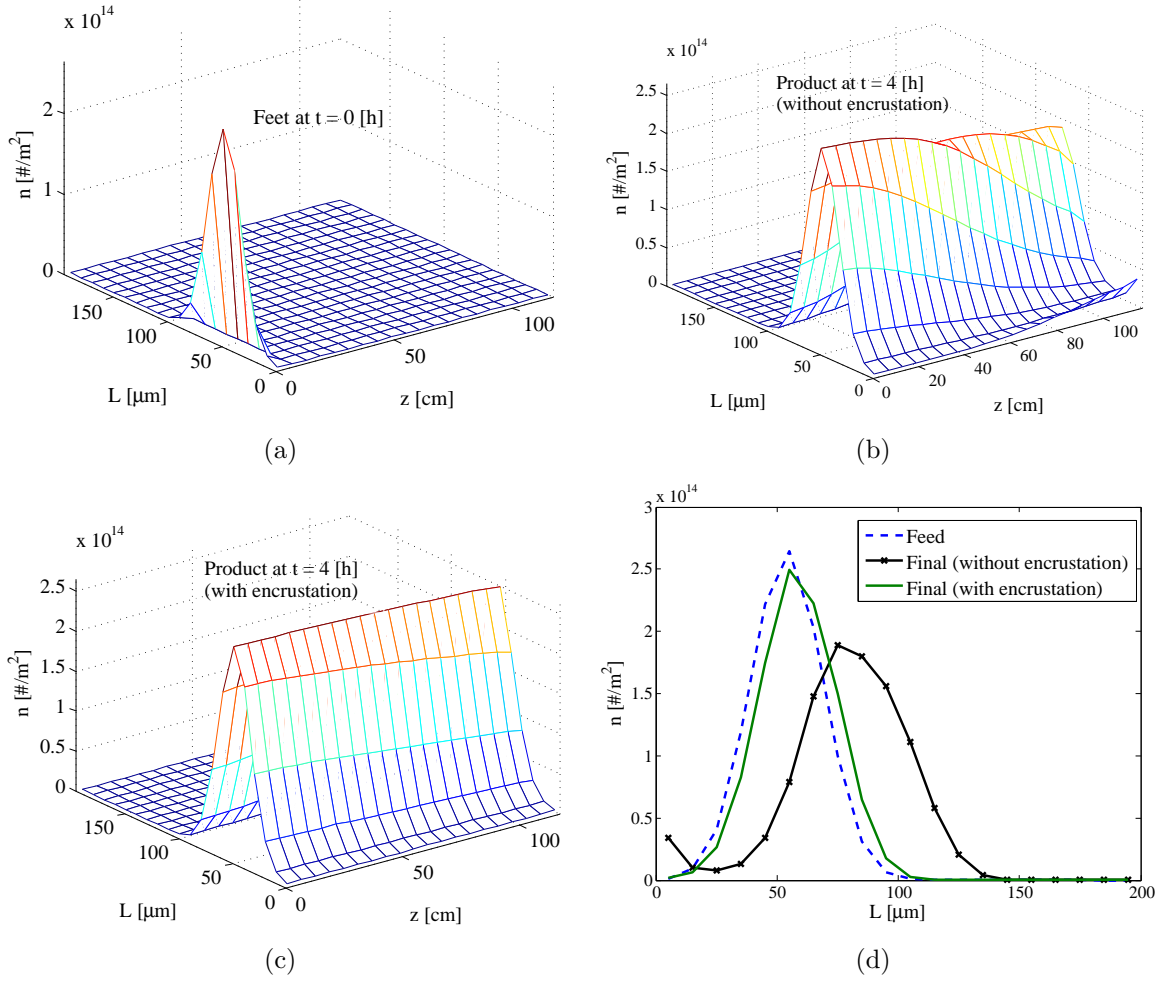 x 10^14
2
1
0
n [#/m^2]
Feet at t = 0 [h]
150
100
50
0
L [μm]
0
50
100
z [cm]
(a)
x 10^14
2.5
2
1.5
1
0.5
0
n [#/m^2]
Product at t = 4 [h]
(without encrustation)
150
100
50
0
L [μm]
0
20
40
60
80
100
z [cm]
(b)
x 10^14
2.5
2
1.5
1
0.5
0
n [#/m^2]
Product at t = 4 [h]
(with encrustation)
150
100
50
0
L [μm]
0
50
100
z [cm]
(c)
x 10^14
3
2.5
2
1.5
1
0.5
0
n [#/m^2]
Feed
Final (without encrustation)
Final (with encrustation)
0
50
100
150
200
L [μm]
(d)